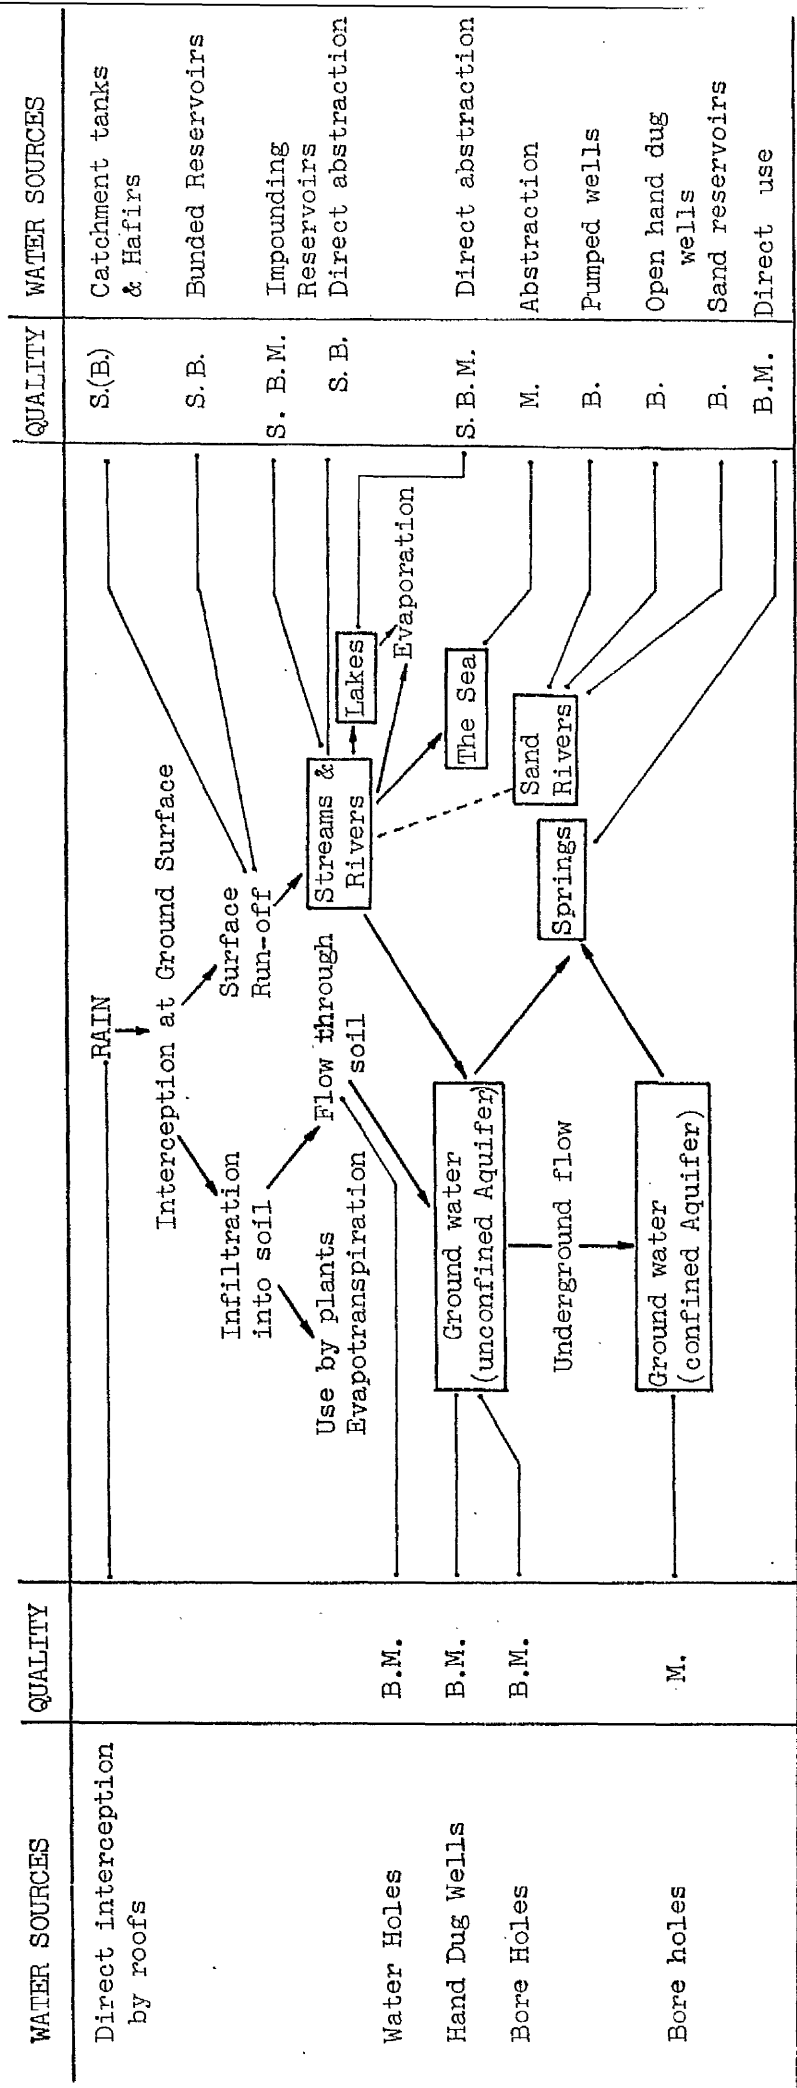 WATER SOURCES
QUALITY
QUALITY
WATER SOURCES
Direct interception
by roofs
Water Holes
B.M.
Hand Dug Wells
B.M.
Bore Holes
B.M.
Bore holes
M.
RAIN
Interception at Ground Surface
Infiltration
into soil
Surface
Run-off
Use by plants
Evapotranspiration
Flow through
soil
Streams &
Rivers
Lakes
Evaporation
Ground water
(unconfined Aquifer)
The Sea
Sand
Rivers
Underground flow
Springs
Ground water
(confined Aquifer)
S.(B.)
Catchment tanks
& Hafirs
S.B.
Bunded Reservoirs
S. B.M.
Impounding
Reservoirs
S.B.
Direct abstraction
S.B.M.
Direct abstraction
M.
Abstraction
B.
Pumped wells
B.
Open hand dug
wells
B.
Sand reservoirs
B.M.
Direct use